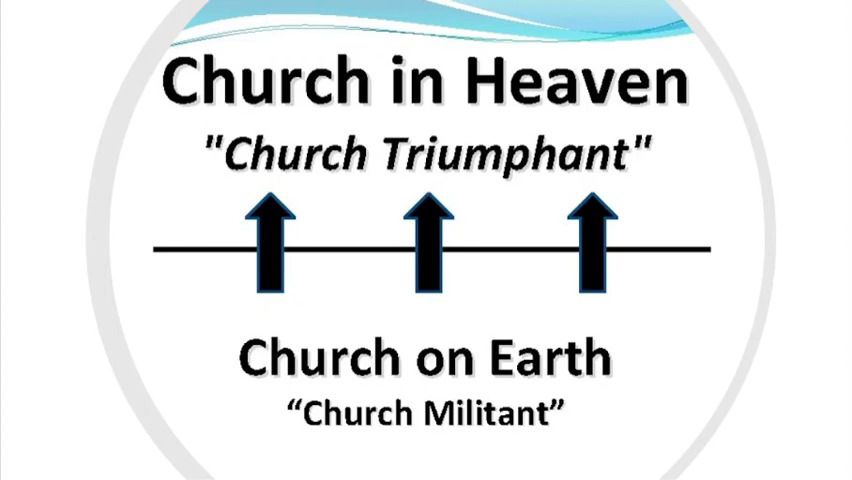 Church in Heaven
"Church Triumphant"
Church on Earth
“Church Militant”